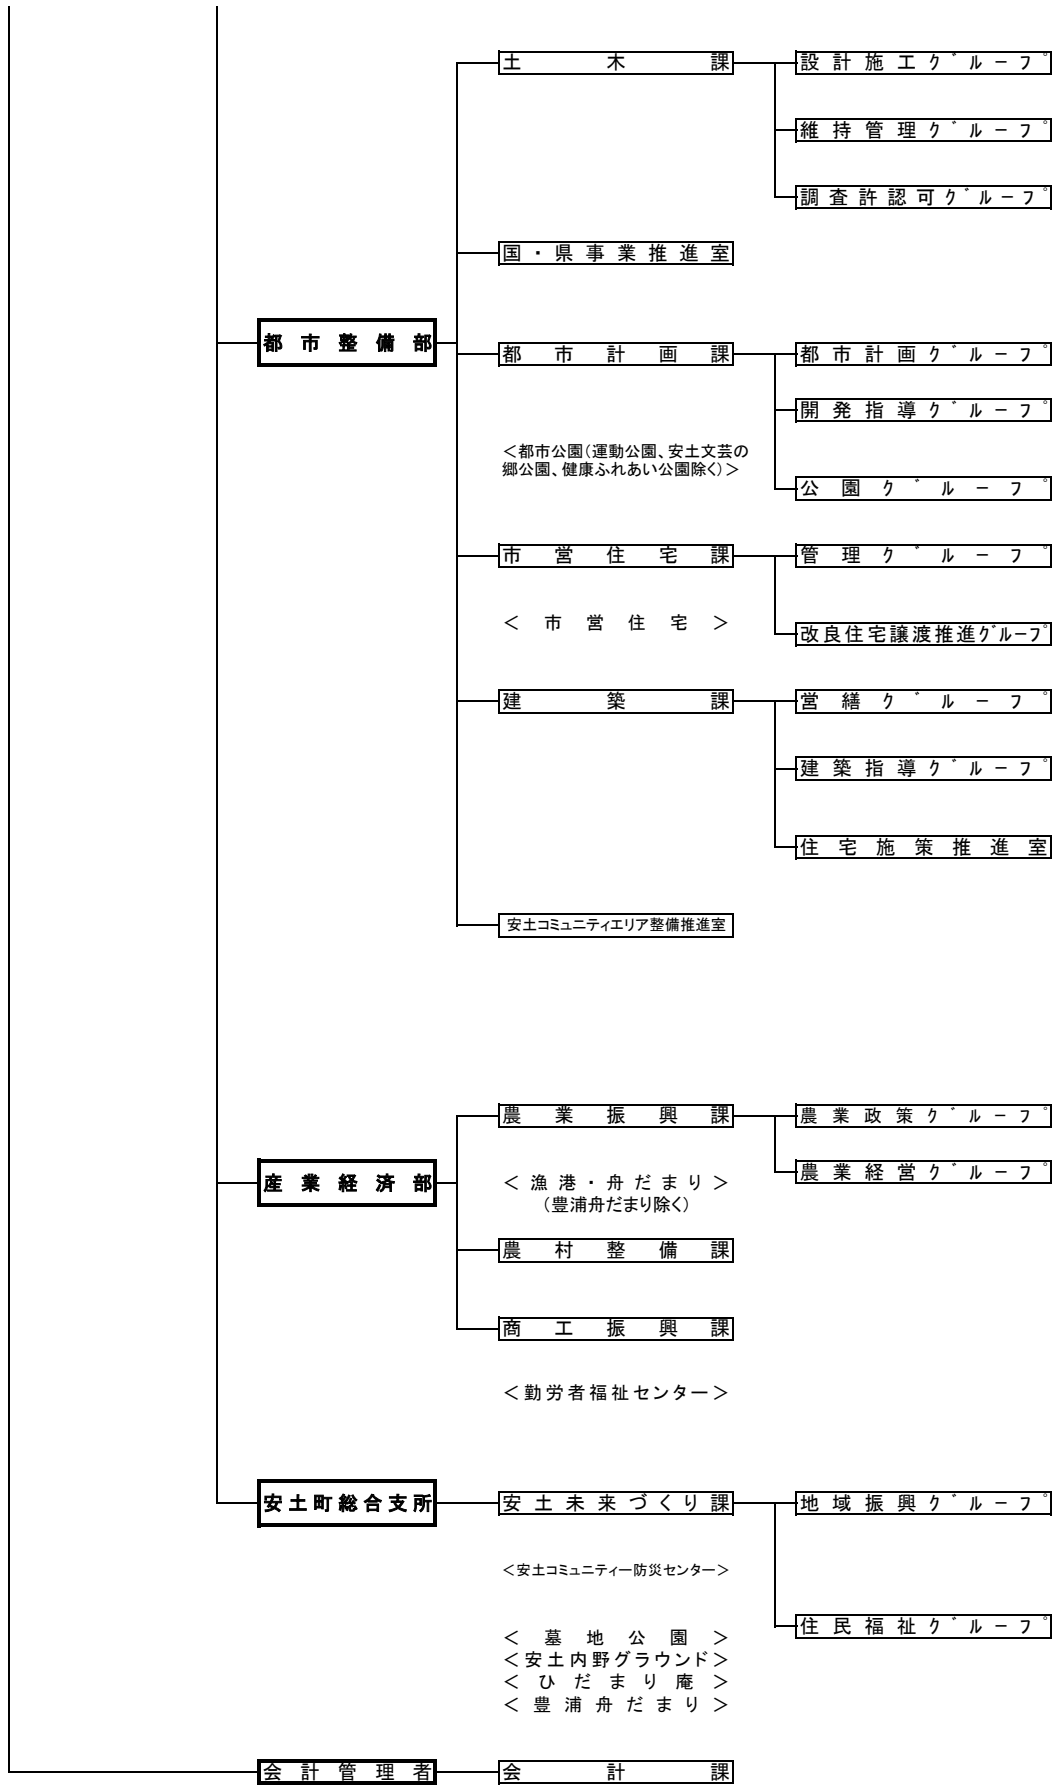 土木課
設計施工ｸﾞﾙｰﾌﾟ
維持管理ｸﾞﾙｰﾌﾟ
調査許認可ｸﾞﾙｰﾌﾟ
国・県事業推進室
都市整備部
都市計画課
都市計画ｸﾞﾙｰﾌﾟ
開発指導ｸﾞﾙｰﾌﾟ
＜都市公園（運動公園、安土文芸の
郷公園、健康ふれあい公園除く）＞
公園ｸﾞﾙｰﾌﾟ
市営住宅課
管理ｸﾞﾙｰﾌﾟ
＜市営住宅＞
改良住宅譲渡推進ｸﾞﾙｰﾌﾟ
建築課
営繕ｸﾞﾙｰﾌﾟ
建築指導ｸﾞﾙｰﾌﾟ
住宅施策推進室
安土コミュニティエリア整備推進室
農業振興課
農業政策ｸﾞﾙｰﾌﾟ
農業経営ｸﾞﾙｰﾌﾟ
産業経済部
＜漁港・舟だまり＞
（豊浦舟だまり除く）
農村整備課
商工振興課
＜勤労者福祉センター＞
安土町総合支所
安土未来づくり課
地域振興ｸﾞﾙｰﾌﾟ
＜安土コミュニティー防災センター＞
住民福祉ｸﾞﾙｰﾌﾟ
＜墓地公園＞
＜安土内野グラウンド＞
＜ひだまり庵＞
＜豊浦舟だまり＞
会計管理者
会計課